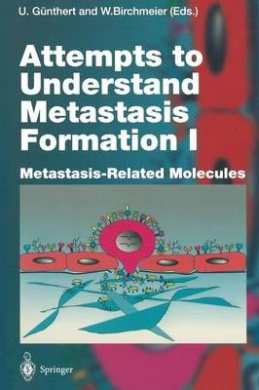 U. Günthert and W.Birchmeier (Eds.)
Attempts to
Understand
Metastasis
Formation I
Metastasis-Related Molecules
Springer